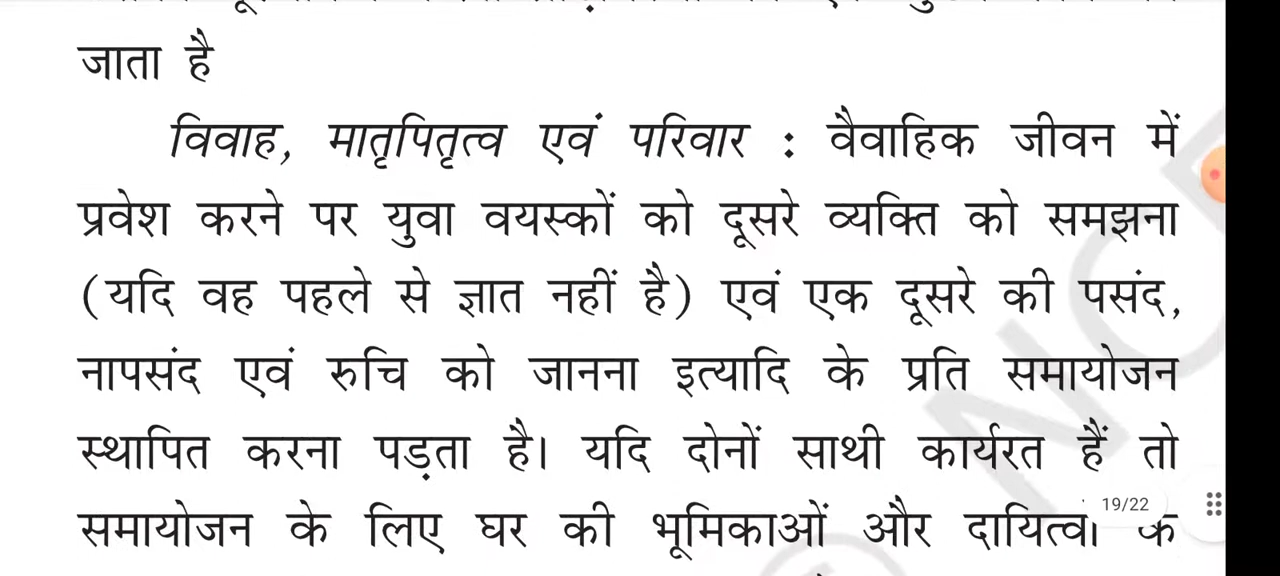 जाता है
विवाह, मातृपितृत्व एवं परिवार : वैवाहिक जीवन में
प्रवेश करने पर युवा वयस्कों को दूसरे व्यक्ति को समझना
(यदि वह पहले से ज्ञात नहीं है) एवं एक दूसरे की पसंद,
नापसंद एवं रुचि को जानना इत्यादि के प्रति समायोजन
स्थापित करना पड़ता है। यदि दोनों साथी कार्यरत हैं तो
समायोजन के लिए घर की भूमिकाओं और दायित्वों के
19/22